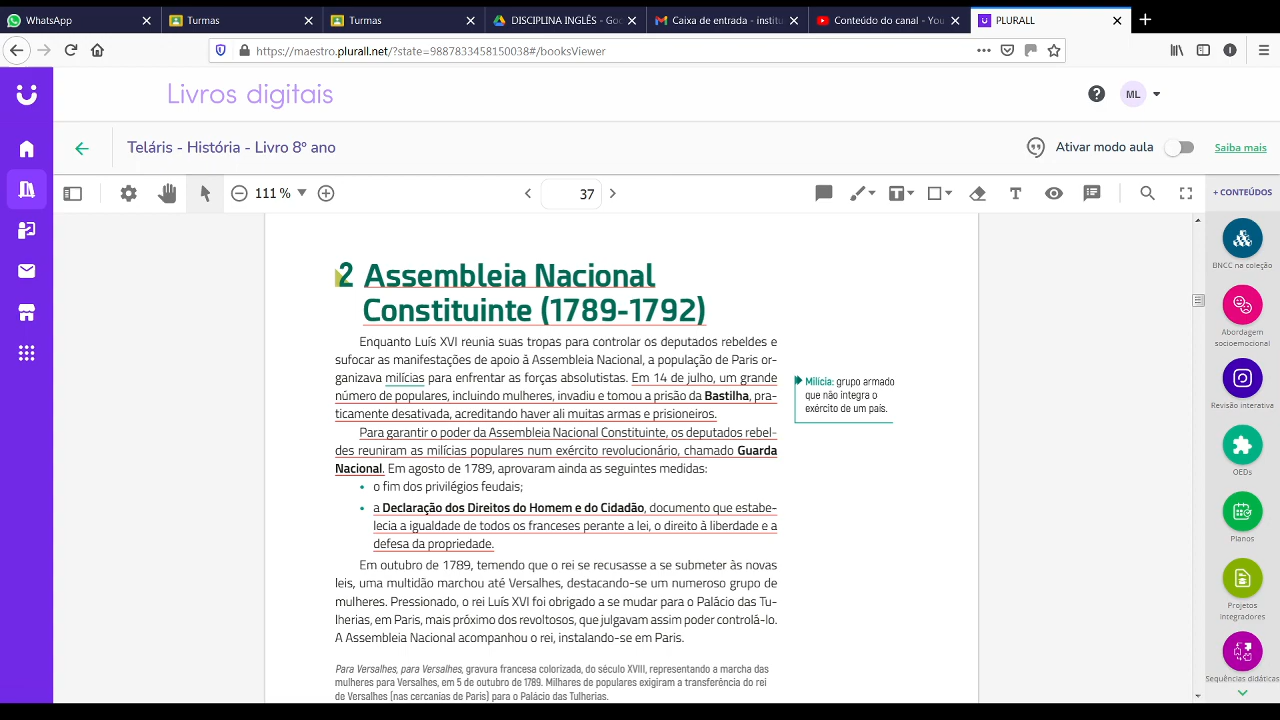 WhatsApp
Turmas
Turmas
DISCIPLINA INGLÊS - Goo
Caixa de entrada - institu
Conteúdo do canal - You
PLURALL
https://maestro.plurall.net/?state=9887833458150038#/booksViewer
Livros digitais
ML
Teláris - História - Livro 8º ano
Ativar modo aula
Saiba mais
111 %
37
+ CONTEÚDOS
2 Assembleia Nacional
Constituinte (1789-1792)
Enquanto Luís XVI reunia suas tropas para controlar os deputados rebeldes e
sufocar as manifestações de apoio à Assembleia Nacional, a população de Paris or-
ganizava milícias para enfrentar as forças absolutistas. Em 14 de julho, um grande
número de populares, incluindo mulheres, invadiu e tomou a prisão da Bastilha, pra-
ticamente desativada, acreditando haver ali muitas armas e prisioneiros.
Para garantir o poder da Assembleia Nacional Constituinte, os deputados rebel-
des reuniram as milícias populares num exército revolucionário, chamado Guarda
Nacional. Em agosto de 1789, aprovaram ainda as seguintes medidas:
• o fim dos privilégios feudais;
• a Declaração dos Direitos do Homem e do Cidadão, documento que estabe-
lecia a igualdade de todos os franceses perante a lei, o direito à liberdade e a
defesa da propriedade.
Em outubro de 1789, temendo que o rei se recusasse a se submeter às novas
leis, uma multidão marchou até Versalhes, destacando-se um numeroso grupo de
mulheres. Pressionado, o rei Luís XVI foi obrigado a se mudar para o Palácio das Tu-
lherias, em Paris, mais próximo dos revoltosos, que julgavam assim poder controlá-lo.
A Assembleia Nacional acompanhou o rei, instalando-se em Paris.
Para Versalhes, para Versalhes, gravura francesa colorizada, do século XVIII, representando a marcha das
mulheres para Versalhes, em 5 de outubro de 1789. Milhares de populares exigiram a transferência do rei
de Versalhes (nas cercanias de Paris) para o Palácio das Tulherias.
Milícia: grupo armado
que não integra o
exército de um país.
BNCC na coleção
Abordagem
socioemocional
Revisão interativa
OEDs
Planos
Projetos
Integradores
Sequências didáticas